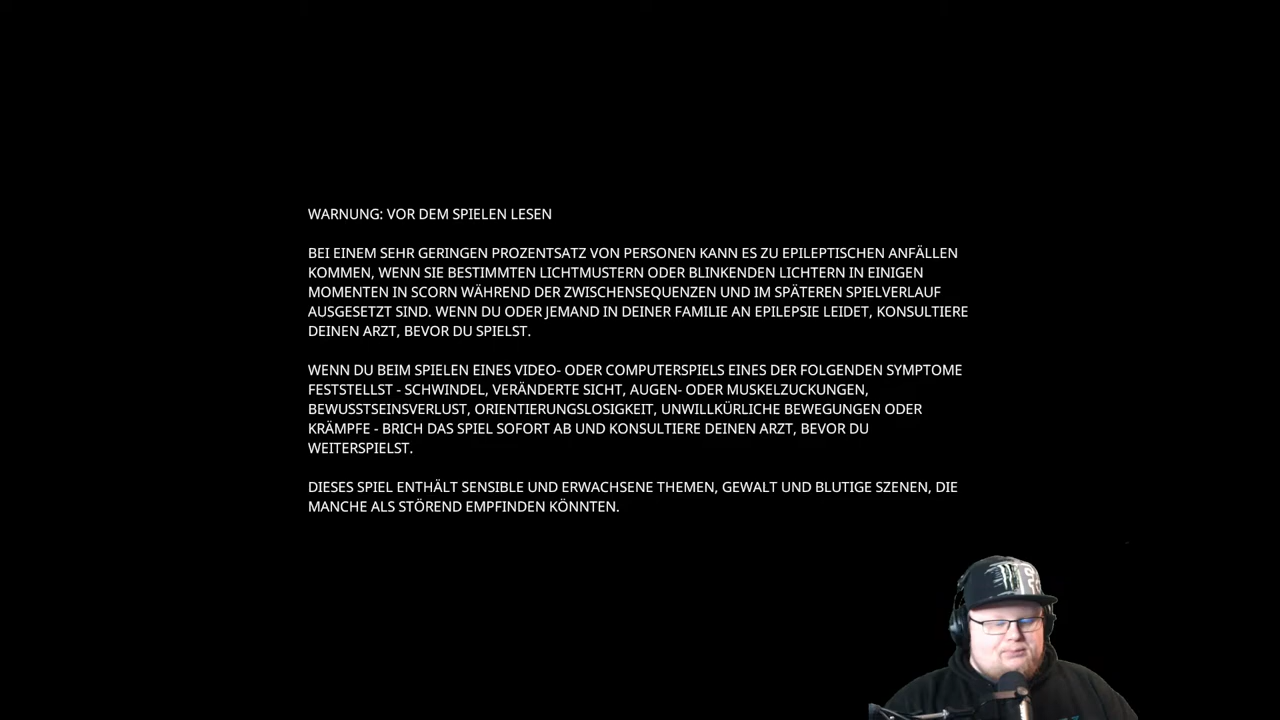 WARNUNG: VOR DEM SPIELEN LESEN
BEI EINEM SEHR GERINGEN PROZENTSATZ VON PERSONEN KANN ES ZU EPILEPTISCHEN ANFÄLLEN
KOMMEN, WENN SIE BESTIMMTEN LICHTMUSTERN ODER BLINKENDEN LICHTERN IN EINIGEN
MOMENTEN IN SCORN WÄHREND DER ZWISCHENSEQUENZEN UND IM SPÄTEREN SPIELVERLAUF
AUSGESETZT SIND. WENN DU ODER JEMAND IN DEINER FAMILIE AN EPILEPSIE LEIDET, KONSULTIERE
DEINEN ARZT, BEVOR DU SPIELST.
WENN DU BEIM SPIELEN EINES VIDEO- ODER COMPUTERSPIELS EINES DER FOLGENDEN SYMPTOME
FESTSTELLST - SCHWINDEL, VERÄNDERTE SICHT, AUGEN- ODER MUSKELZUCKUNGEN,
BEWUSSTSEINSVERLUST, ORIENTIERUNGSLOSIGKEIT, UNWILLKÜRLICHE BEWEGUNGEN ODER
KRÄMPFE - BRICH DAS SPIEL SOFORT AB UND KONSULTIERE DEINEN ARZT, BEVOR DU
WEITERSPIELST.
DIESES SPIEL ENTHÄLT SENSIBLE UND ERWACHSENE THEMEN, GEWALT UND BLUTIGE SZENEN, DIE
MANCHE ALS STÖREND EMPFINDEN KÖNNTEN.